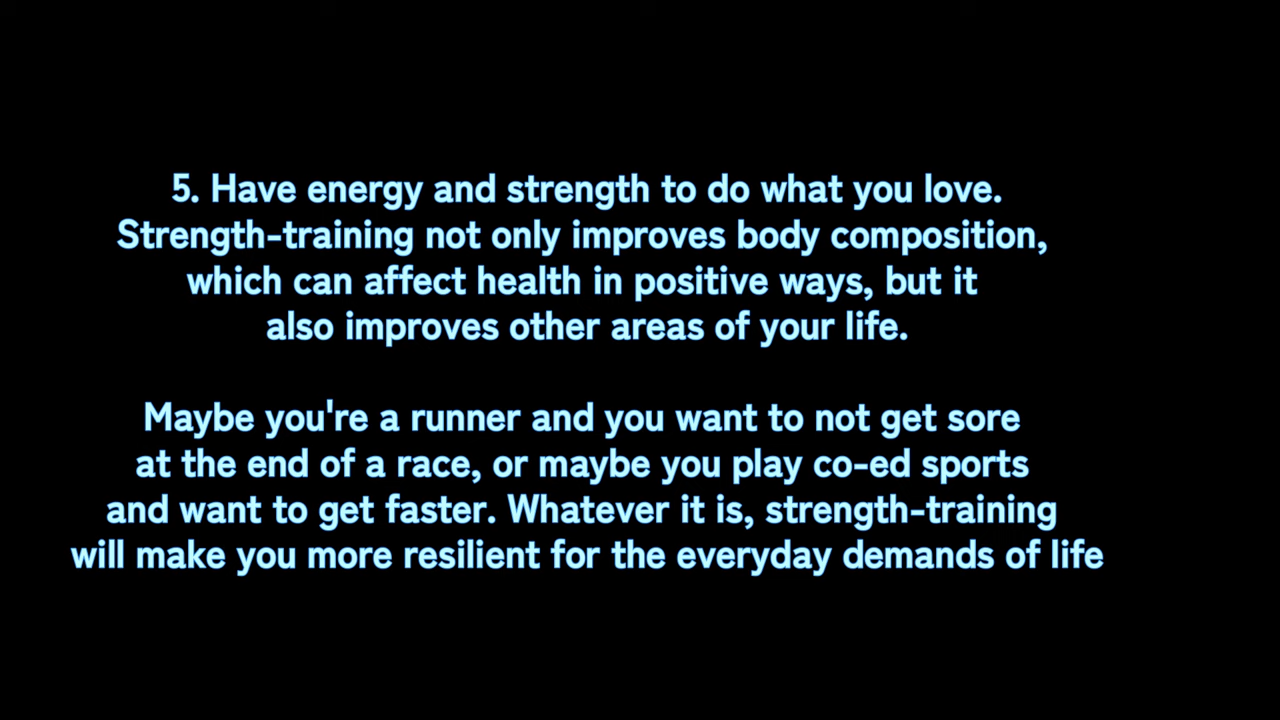 5. Have energy and strength to do what you love.
Strength-training not only improves body composition,
which can affect health in positive ways, but it
also improves other areas of your life.
Maybe you're a runner and you want to not get sore
at the end of a race, or maybe you play co-ed sports
and want to get faster. Whatever it is, strength-training
will make you more resilient for the everyday demands of life